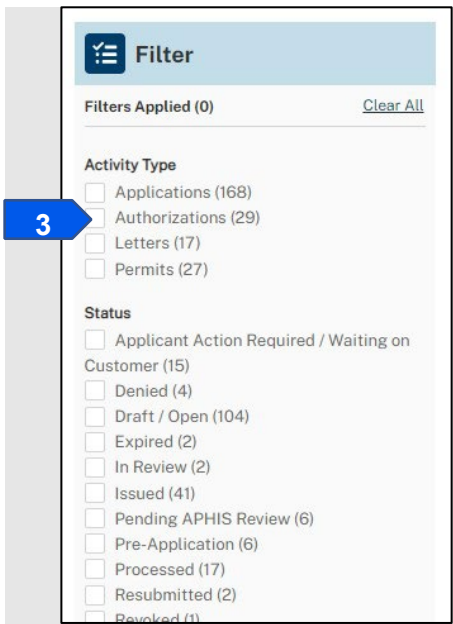 Filter
Filters Applied (0) Clear All
Activity Type
Applications (168)
3
Authorizations (29)
Letters (17)
Permits (27)
Status
Applicant Action Required / Waiting on
Customer (15)
Denied (4)
Draft / Open (104)
Expired (2)
In Review (2)
Issued (41)
Pending APHIS Review (6)
Pre-Application (6)
Processed (17)
Resubmitted (2)
Revoked (1)